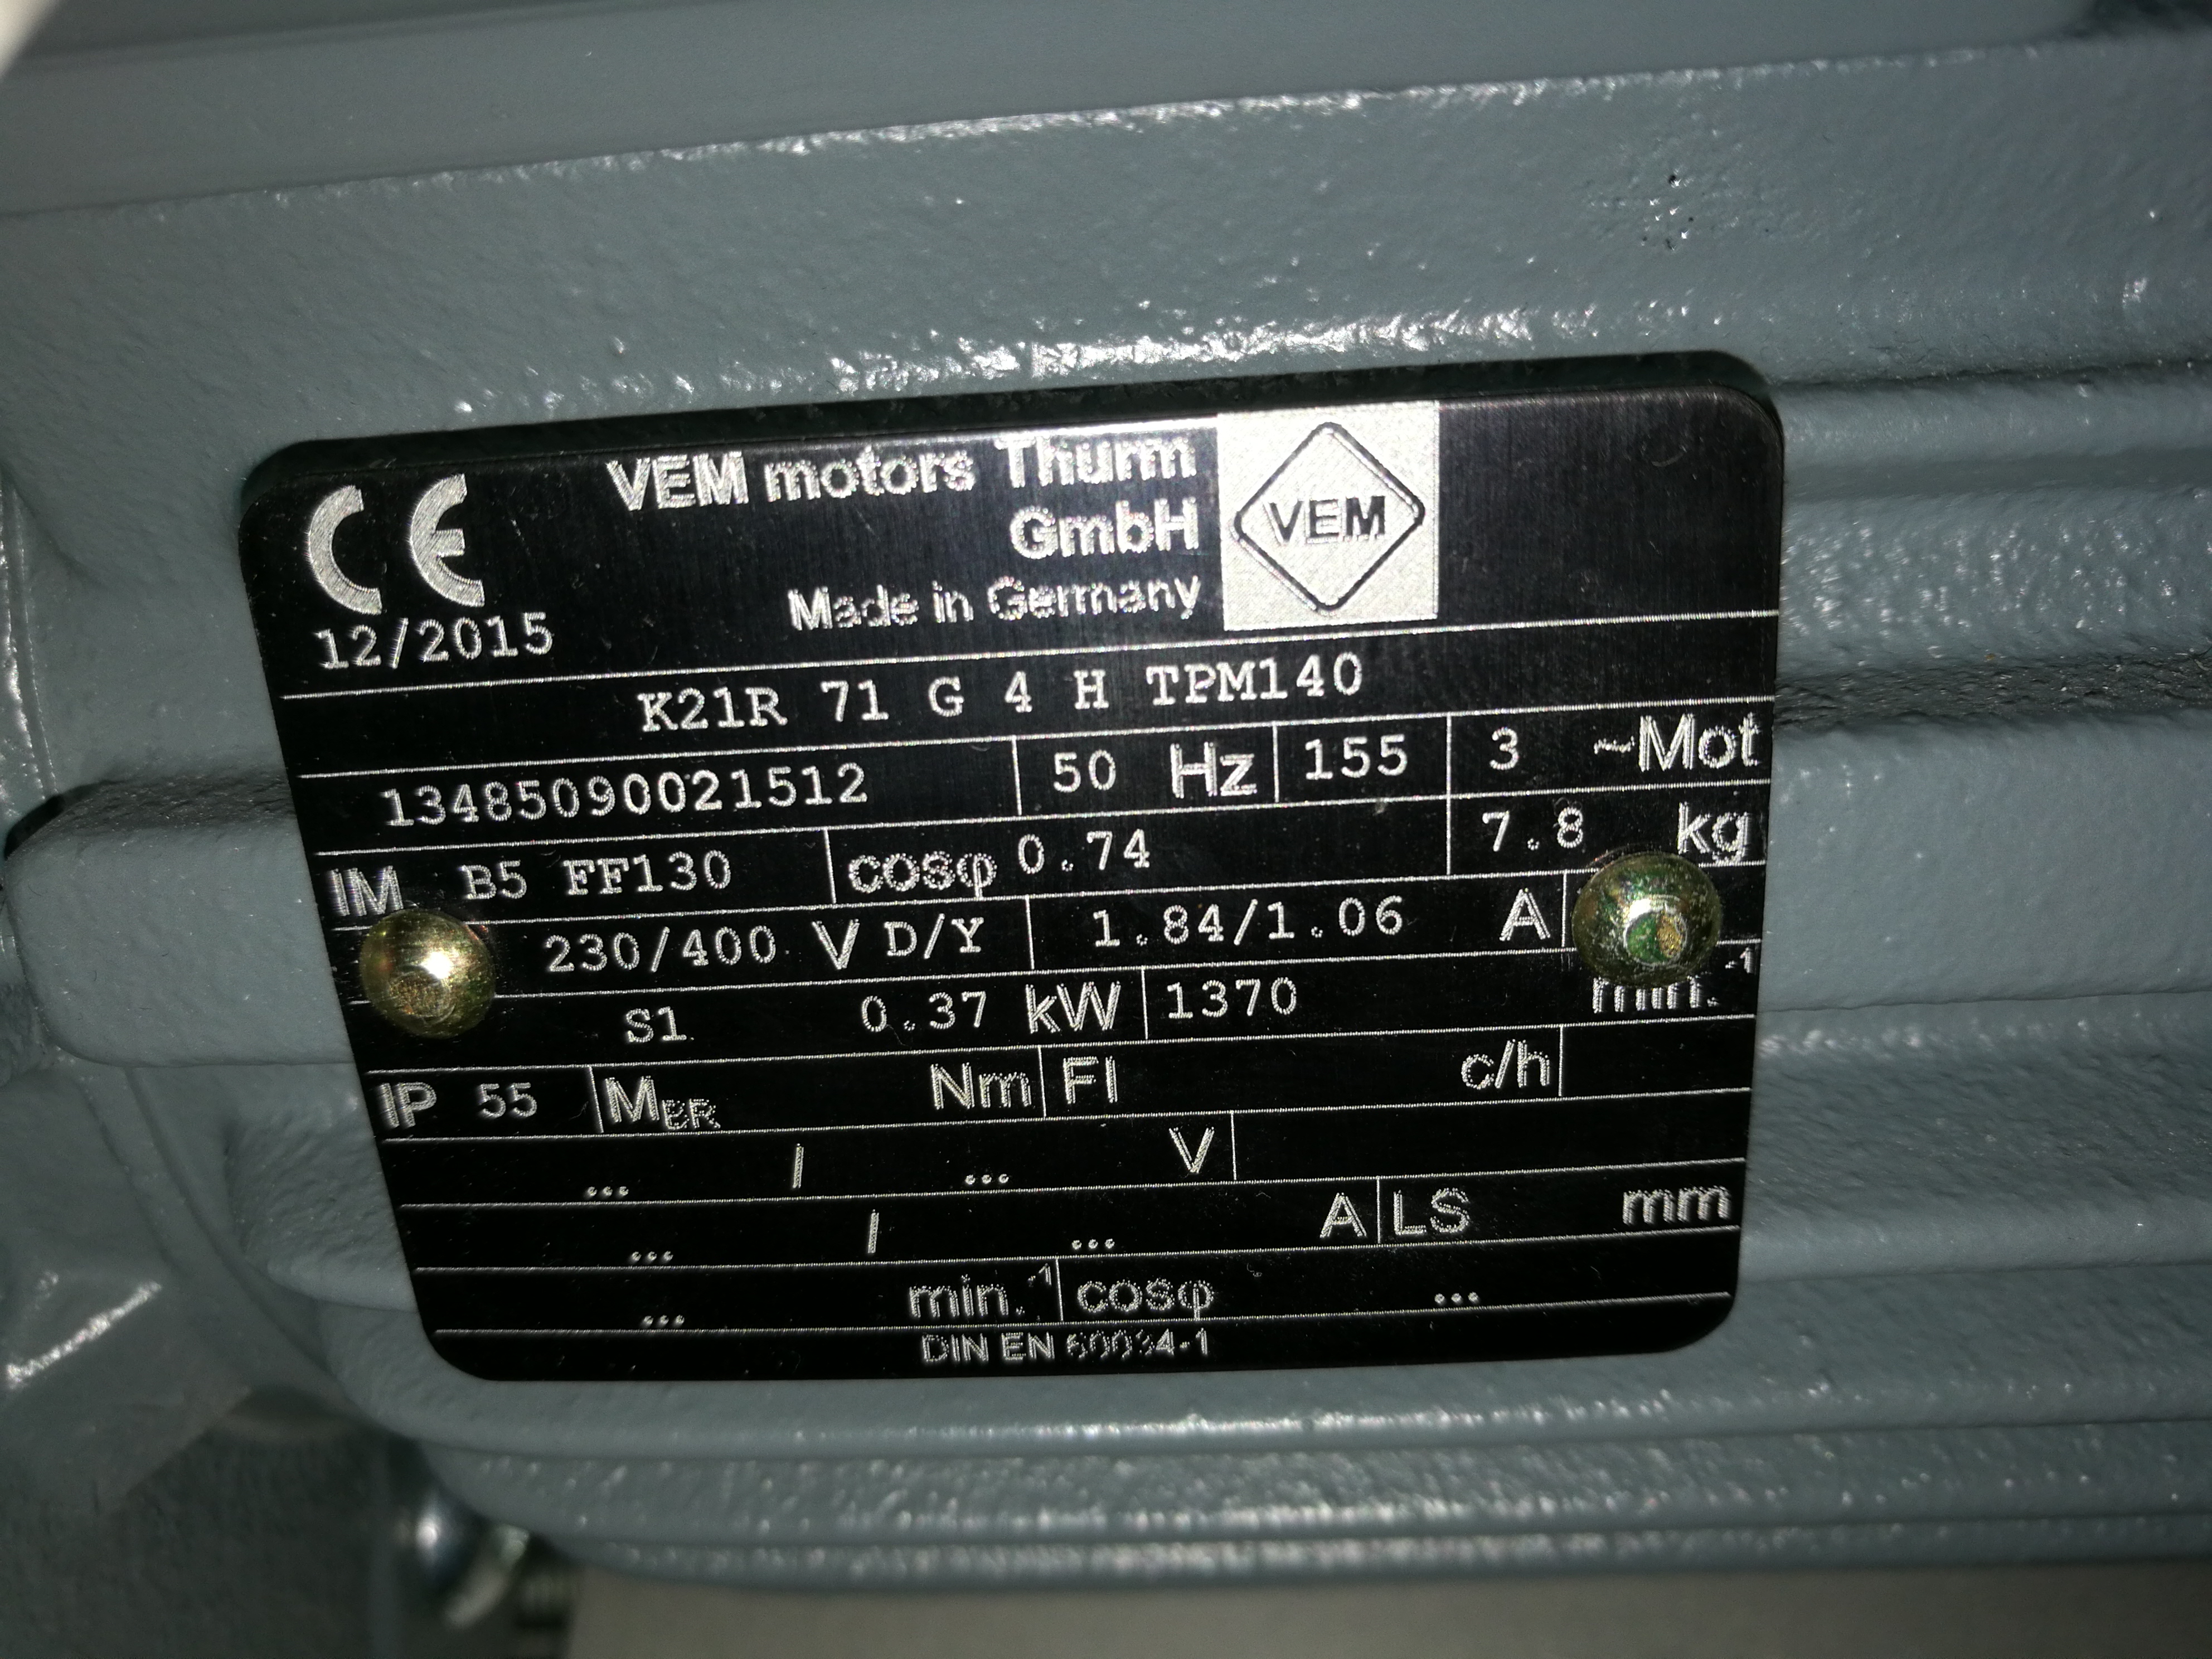 CE VEM motors Thurm
GmbH
VEM
Made in Germany
12/2015
K21R 71 G 4 H TPM140
13485090021512 50 Hz 155 3 ~Mot
IM B5 FF130 cosφ 0.74 7.8 kg
230/400 V D/Y 1.84/1.06 A
S1 0.37 kW 1370 min.-1
IP 55 MBR Nm FI c/h
... / ... V
... / ... A LS mm
... min.-1 cosφ ...
DIN EN 60034-1